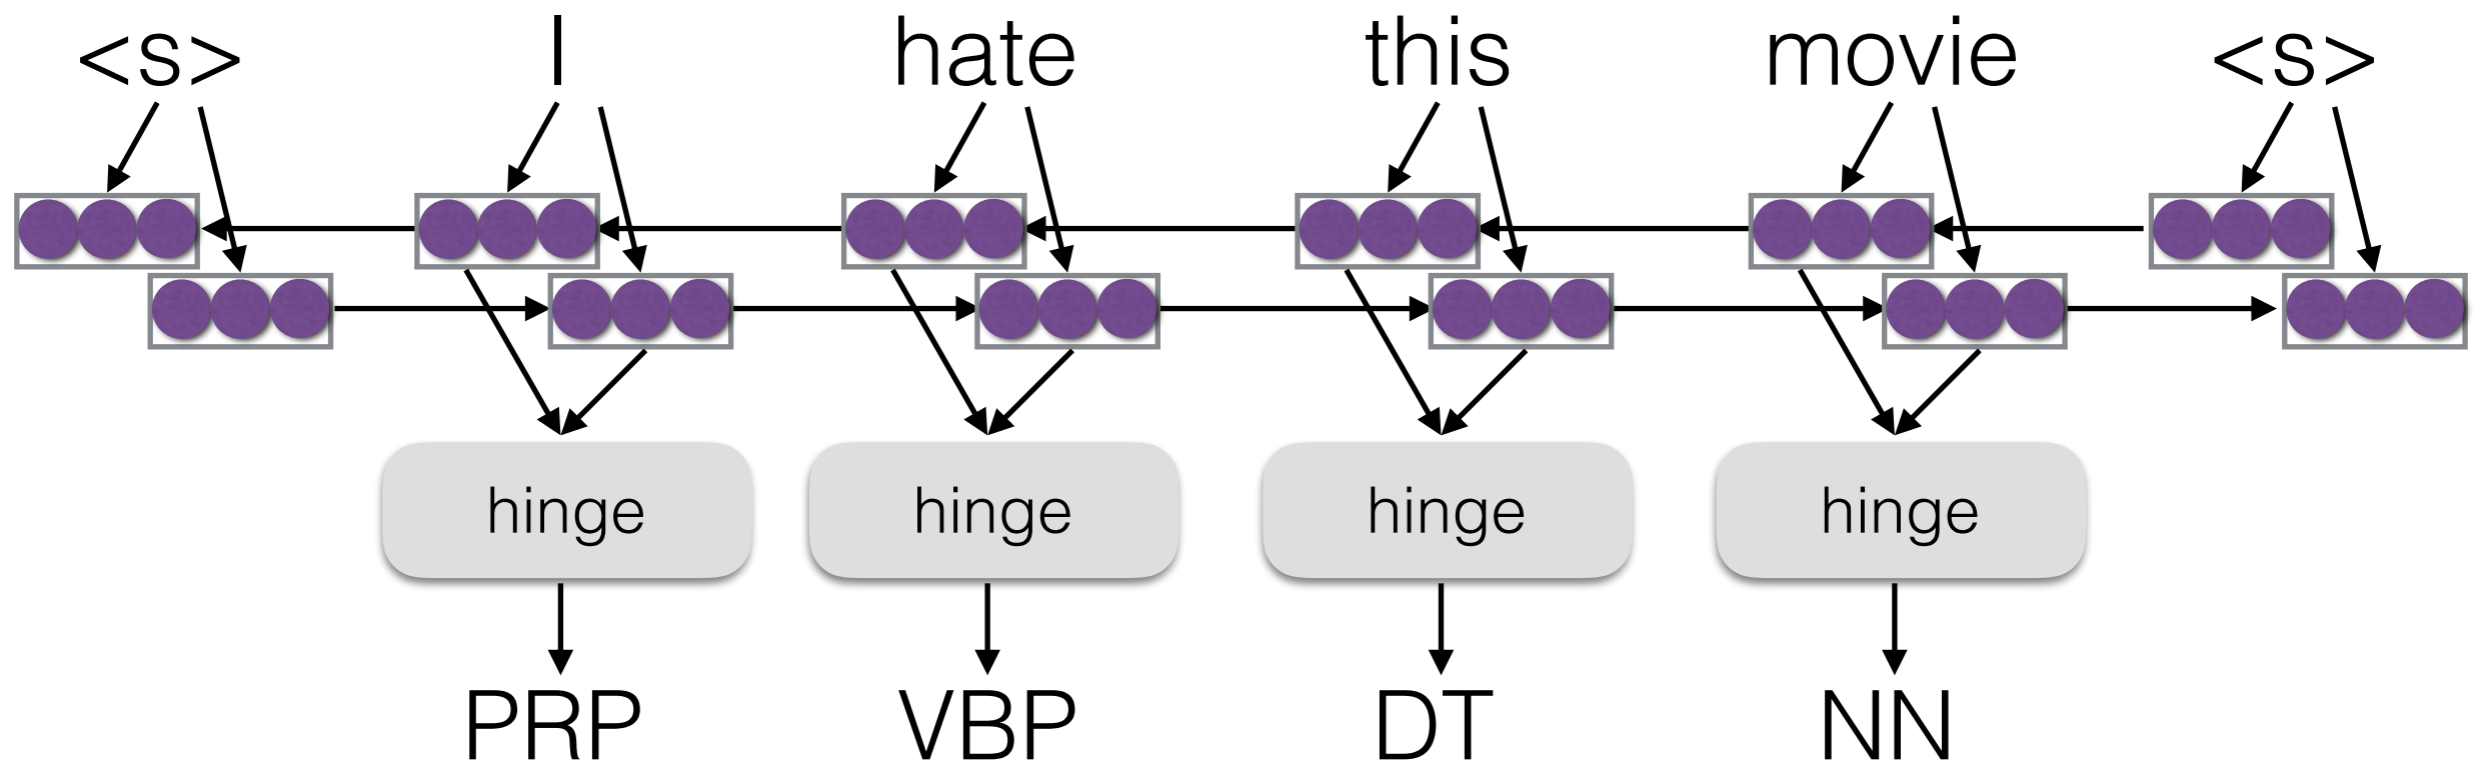 <s> I hate this movie <s>
hinge hinge hinge hinge
PRP VBP DT NN